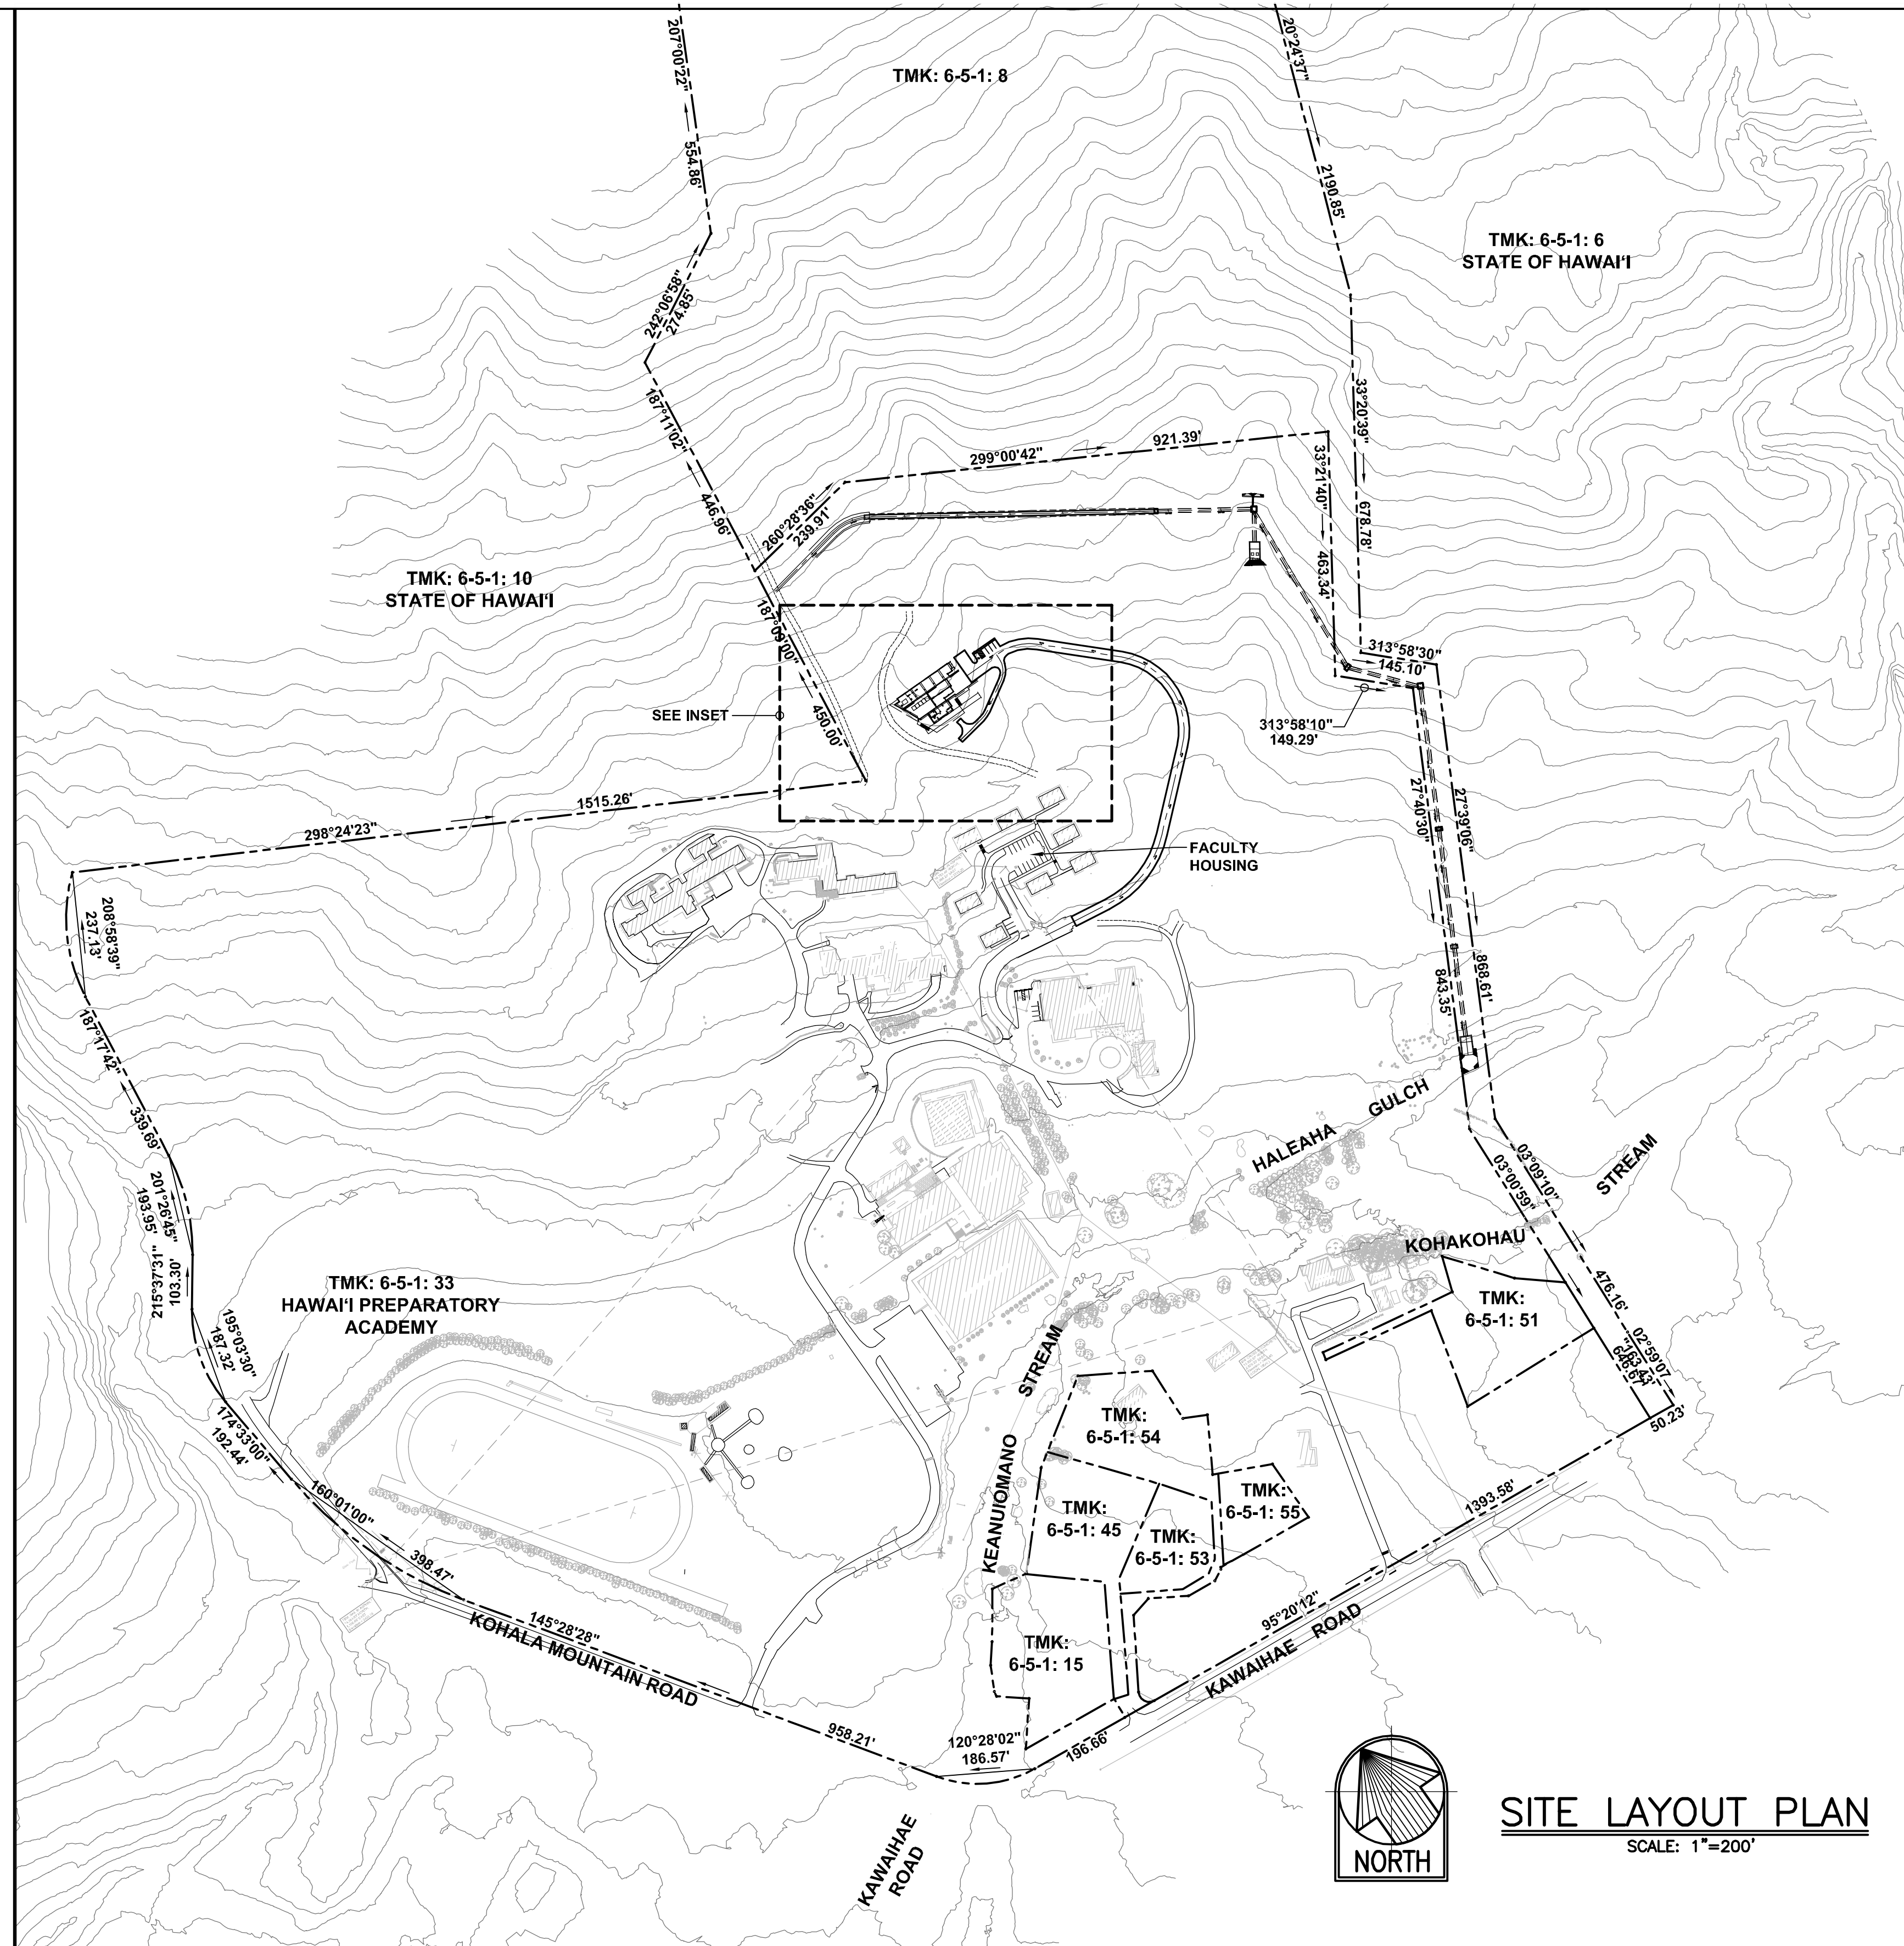 207°00'22"
554.86'
TMK: 6-5-1: 8
20°24'37"
2190.85'
TMK: 6-5-1: 6
STATE OF HAWAI'I
242°06'58"
274.85'
187°11'02"
446.96'
33°20'39"
678.78'
299°00'42"
921.39'
33°21'40"
463.34'
260°28'36"
239.91'
TMK: 6-5-1: 10
STATE OF HAWAI'I
187°09'00"
450.00'
SEE INSET
313°58'30"
145.10'
313°58'10"
149.29'
298°24'23"
1515.26'
27°40'30"
843.35'
27°39'06"
868.61'
FACULTY
HOUSING
208°58'39"
237.13'
187°17'42"
339.69'
201°26'45"
193.95'
215°37'31"
103.30'
195°03'30"
187.32'
TMK: 6-5-1: 33
HAWAI'I PREPARATORY
ACADEMY
HALEAHA GULCH
KOHAKOHAU STREAM
03°09'10"
476.16'
03°00'59"
646.67'
02°59'07"
163.43'
50.23'
TMK:
6-5-1: 51
KEANUIOMANO STREAM
TMK:
6-5-1: 54
TMK:
6-5-1: 45
TMK:
6-5-1: 53
TMK:
6-5-1: 55
TMK:
6-5-1: 15
174°33'00"
192.44'
160°01'00"
398.47'
145°28'28"
958.21'
KOHALA MOUNTAIN ROAD
120°28'02"
186.57'
196.66'
95°20'12"
1393.58'
KAWAIHAE ROAD
KAWAIHAE
ROAD
NORTH
SITE LAYOUT PLAN
SCALE: 1"=200'